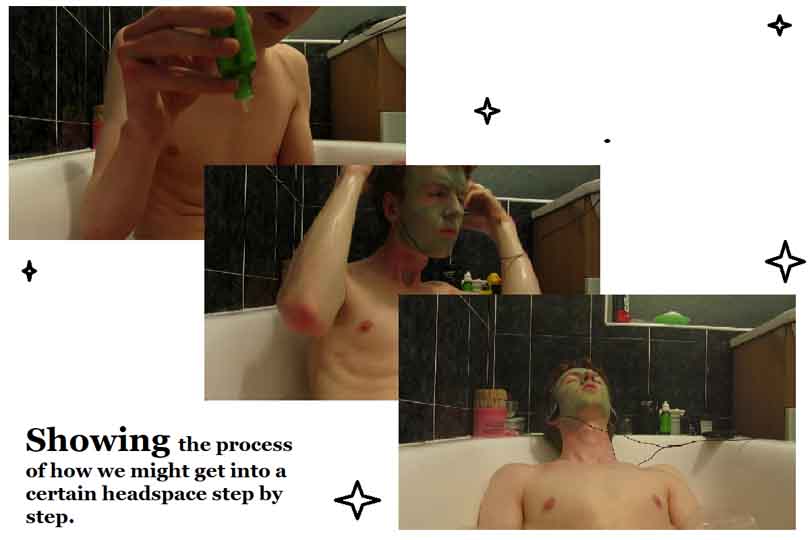 Showing the process
of how we might get into a
certain headspace step by
step.